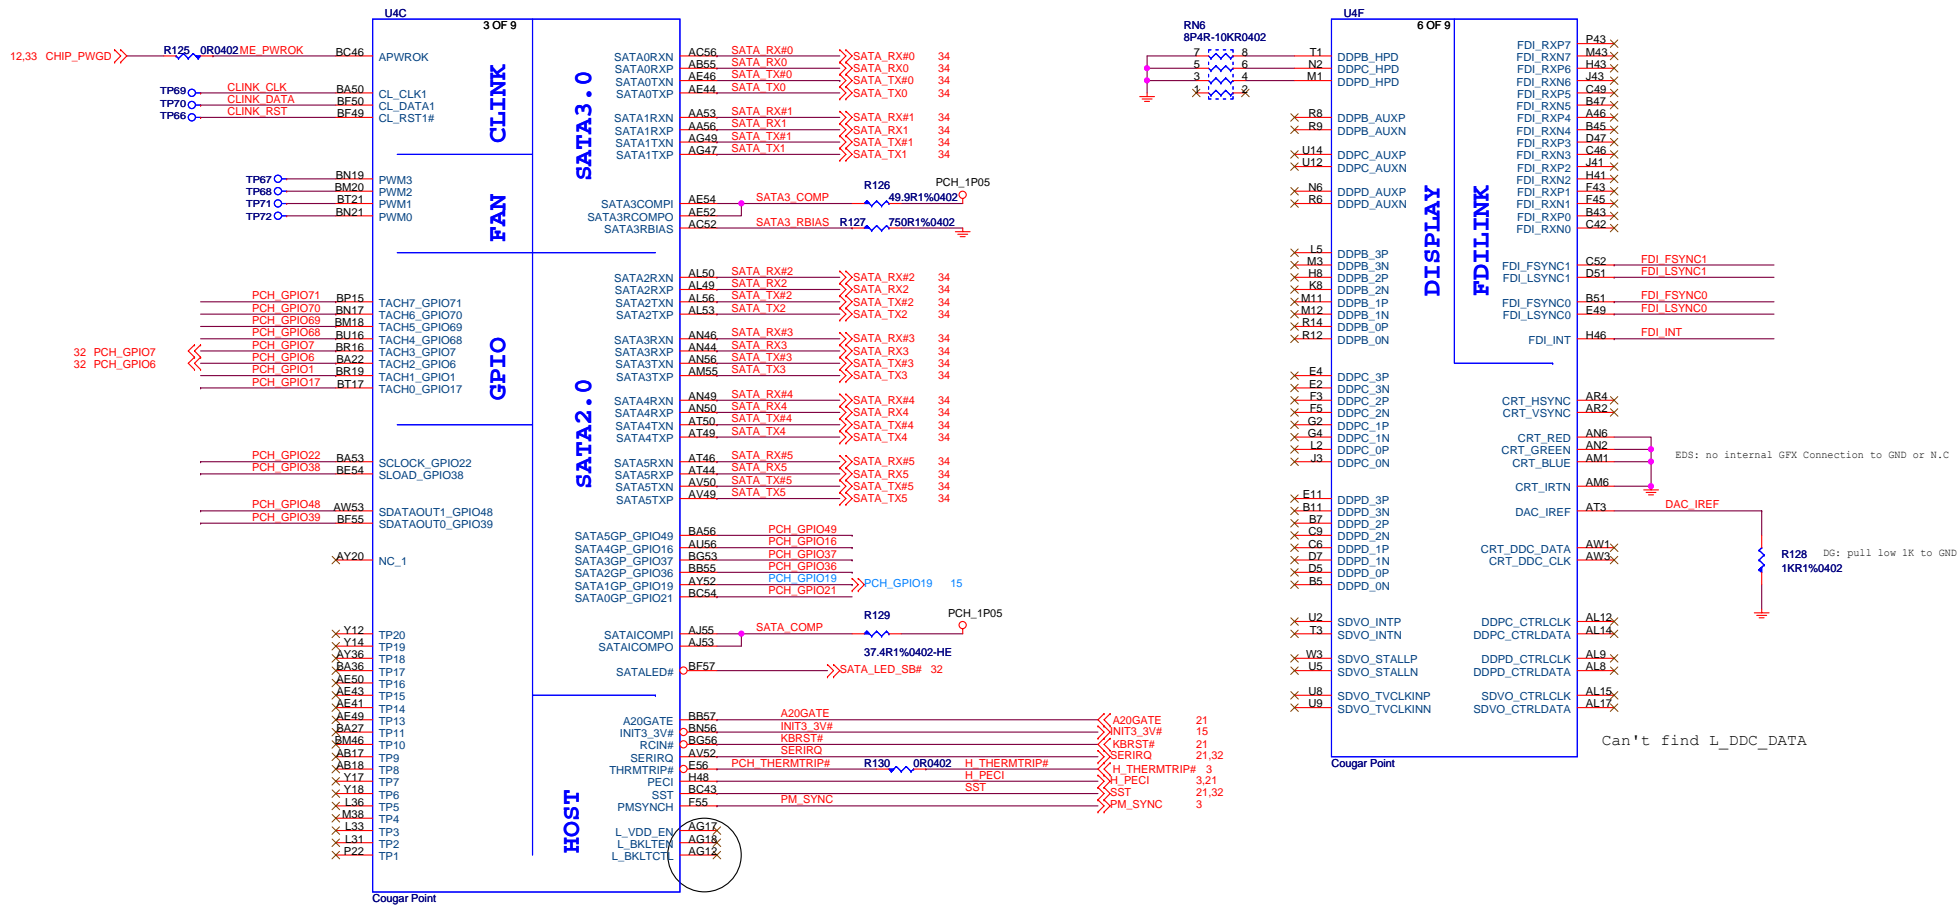 U4C
3 OF 9
12,33 CHIP_PWGD
R125 0R0402 ME_PWROK BC46 APWROK
TP69 CLINK_CLK BA50 CL_CLK1
TP70 CLINK_DATA BF50 CL_DATA1
TP66 CLINK_RST BF49 CL_RST1#
CLINK
TP67 BN19 PWM3
TP68 BM20 PWM2
TP71 BT21 PWM1
TP72 BN21 PWM0
FAN
PCH_GPIO71 BP15 TACH7_GPIO71
PCH_GPIO70 BN17 TACH6_GPIO70
PCH_GPIO69 BM18 TACH5_GPIO69
PCH_GPIO68 BU16 TACH4_GPIO68
32 PCH_GPIO7 PCH_GPIO7 BR16 TACH3_GPIO7
32 PCH_GPIO6 PCH_GPIO6 BA22 TACH2_GPIO6
PCH_GPIO1 BR19 TACH1_GPIO1
PCH_GPIO17 BT17 TACH0_GPIO17
GPIO
PCH_GPIO22 BA53 SCLOCK_GPIO22
PCH_GPIO38 BE54 SLOAD_GPIO38
PCH_GPIO48 AW53 SDATAOUT1_GPIO48
PCH_GPIO39 BF55 SDATAOUT0_GPIO39
AY20 NC_1
Y12 TP20
Y14 TP19
AY36 TP18
BA36 TP17
AE50 TP16
AE43 TP15
AE41 TP14
AE49 TP13
BA27 TP11
BM46 TP10
AB17 TP9
AB18 TP8
Y17 TP7
Y18 TP6
L36 TP5
M38 TP4
L33 TP3
L31 TP2
P22 TP1
SATA3.0
SATA0RXN AC56 SATA_RX#0 SATA_RX#0 34
SATA0RXP AB55 SATA_RX0 SATA_RX0 34
SATA0TXN AE46 SATA_TX#0 SATA_TX#0 34
SATA0TXP AE44 SATA_TX0 SATA_TX0 34
SATA1RXN AA53 SATA_RX#1 SATA_RX#1 34
SATA1RXP AA56 SATA_RX1 SATA_RX1 34
SATA1TXN AG49 SATA_TX#1 SATA_TX#1 34
SATA1TXP AG47 SATA_TX1 SATA_TX1 34
R126 PCH_1P05
SATA3COMPI AE54 SATA3_COMP 49.9R1%0402
SATA3RCOMPO AE52
SATA3RBIAS AC52 SATA3_RBIAS R127 750R1%0402
SATA2RXN AL50 SATA_RX#2 SATA_RX#2 34
SATA2RXP AL49 SATA_RX2 SATA_RX2 34
SATA2TXN AL56 SATA_TX#2 SATA_TX#2 34
SATA2TXP AL53 SATA_TX2 SATA_TX2 34
SATA3RXN AN46 SATA_RX#3 SATA_RX#3 34
SATA3RXP AN44 SATA_RX3 SATA_RX3 34
SATA3TXN AN56 SATA_TX#3 SATA_TX#3 34
SATA3TXP AM55 SATA_TX3 SATA_TX3 34
SATA2.0
SATA4RXN AN49 SATA_RX#4 SATA_RX#4 34
SATA4RXP AN50 SATA_RX4 SATA_RX4 34
SATA4TXN AT50 SATA_TX#4 SATA_TX#4 34
SATA4TXP AT49 SATA_TX4 SATA_TX4 34
SATA5RXN AT46 SATA_RX#5 SATA_RX#5 34
SATA5RXP AT44 SATA_RX5 SATA_RX5 34
SATA5TXN AV50 SATA_TX#5 SATA_TX#5 34
SATA5TXP AV49 SATA_TX5 SATA_TX5 34
SATA5GP_GPIO49 BA56 PCH_GPIO49
SATA4GP_GPIO16 AU56 PCH_GPIO16
SATA3GP_GPIO37 BG53 PCH_GPIO37
SATA2GP_GPIO36 BB55 PCH_GPIO36
SATA1GP_GPIO19 AY52 PCH_GPIO19 PCH_GPIO19 15
SATA0GP_GPIO21 BC54 PCH_GPIO21
R129 PCH_1P05
SATAICOMPI AJ55 SATA_COMP
SATAICOMPO AJ53 37.4R1%0402-HE
SATALED# BF57 SATA_LED_SB# 32
HOST
A20GATE BB57 A20GATE A20GATE 21
INIT3_3V# BN56 INIT3_3V# INIT3_3V# 15
RCIN# BG56 KBRST# KBRST# 21
SERIRQ AV52 SERIRQ SERIRQ 21,32
THRMTRIP# E56 PCH_THERMTRIP# R130 0R0402 H_THERMTRIP# H_THERMTRIP# 3
PECI H48 H_PECI H_PECI 3,21
SST BC43 SST SST 21,32
PMSYNCH F55 PM_SYNC PM_SYNC 3
L_VDD_EN AG17
L_BKLTEN AG18
L_BKLTCTL AG12
Cougar Point
RN6
8P4R-10KR0402
U4F
6 OF 9
7 8 T1 DDPB_HPD
5 6 N2 DDPC_HPD
3 4 M1 DDPD_HPD
1 2
R8 DDPB_AUXP
R9 DDPB_AUXN
U14 DDPC_AUXP
U12 DDPC_AUXN
N6 DDPD_AUXP
R6 DDPD_AUXN
L5 DDPB_3P
M3 DDPB_3N
H8 DDPB_2P
K8 DDPB_2N
M11 DDPB_1P
M12 DDPB_1N
R14 DDPB_0P
R12 DDPB_0N
E4 DDPC_3P
E2 DDPC_3N
F3 DDPC_2P
F5 DDPC_2N
G2 DDPC_1P
G4 DDPC_1N
L2 DDPC_0P
J3 DDPC_0N
E11 DDPD_3P
B11 DDPD_3N
B7 DDPD_2P
C9 DDPD_2N
C6 DDPD_1P
D7 DDPD_1N
D5 DDPD_0P
B5 DDPD_0N
U2 SDVO_INTP
T3 SDVO_INTN
W3 SDVO_STALLP
U5 SDVO_STALLN
U8 SDVO_TVCLKINP
U9 SDVO_TVCLKINN
DISPLAY
FDILINK
FDI_RXP7 P43
FDI_RXN7 M43
FDI_RXP6 H43
FDI_RXN6 J43
FDI_RXP5 C49
FDI_RXN5 B47
FDI_RXP4 A46
FDI_RXN4 B45
FDI_RXP3 D47
FDI_RXN3 C46
FDI_RXP2 J41
FDI_RXN2 H41
FDI_RXP1 F43
FDI_RXN1 F45
FDI_RXP0 B43
FDI_RXN0 C42
FDI_FSYNC1 C52 FDI_FSYNC1
FDI_LSYNC1 D51 FDI_LSYNC1
FDI_FSYNC0 B51 FDI_FSYNC0
FDI_LSYNC0 E49 FDI_LSYNC0
FDI_INT H46 FDI_INT
CRT_HSYNC AR4
CRT_VSYNC AR2
CRT_RED AN6
CRT_GREEN AN2
CRT_BLUE AM1
EDS: no internal GFX Connection to GND or N.C
CRT_IRTN AM6
DAC_IREF AT3 DAC_IREF
CRT_DDC_DATA AW1
CRT_DDC_CLK AW3
R128 DG: pull low 1K to GND
1KR1%0402
DDPC_CTRLCLK AL12
DDPC_CTRLDATA AL14
DDPD_CTRLCLK AL9
DDPD_CTRLDATA AL8
SDVO_CTRLCLK AL15
SDVO_CTRLDATA AL17
Can't find L_DDC_DATA
Cougar Point